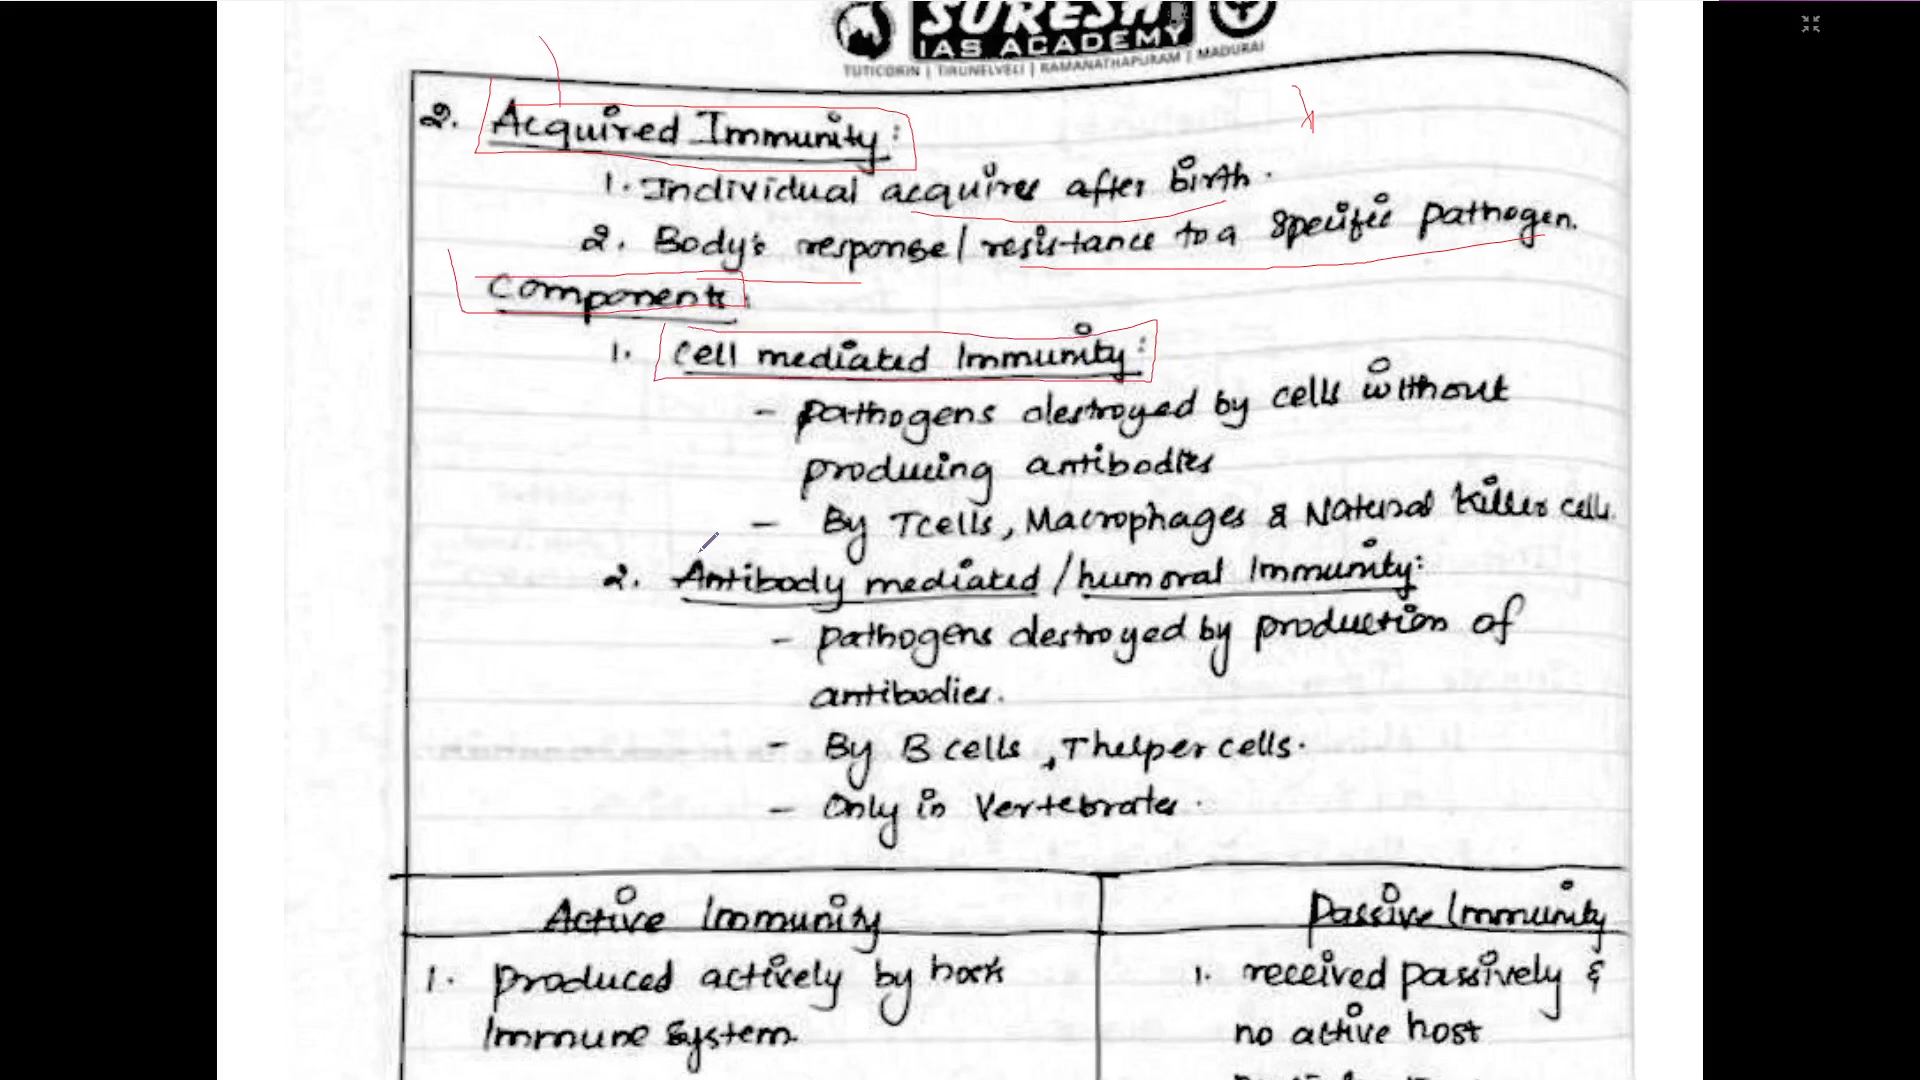 SURESH
IAS ACADEMY
TUTICORIN | TIRUNELVELI | RAMANATHAPURAM | MADURAI
2. Acquired Immunity:
1. Individual acquires after birth.
2. Body's response / resistance to a specific pathogen.
Components:
1. Cell mediated Immunity:
- pathogens destroyed by cells without
producing antibodies
- By T cells, Macrophages & Natural Killer cells.
2. Antibody mediated / humoral Immunity:
- pathogens destroyed by production of
antibodies.
- By B cells, T helper cells.
- Only in Vertebrates.
Active Immunity
Passive Immunity
1. produced actively by host
Immune System.
1. received passively &
no active host